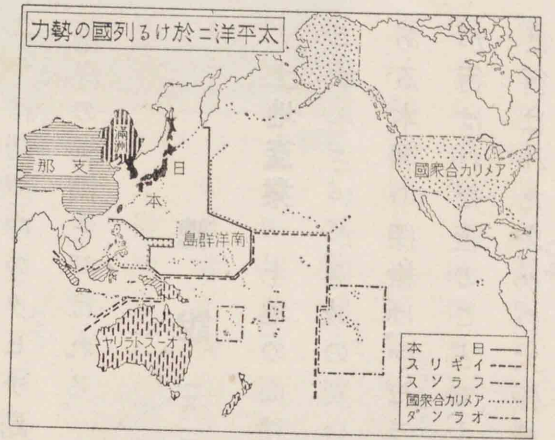 太平洋ニ於ける列國の勢力
滿洲
支那
日本
南洋群島
アメリカ合衆國
オーストラリヤ
日本
イギリス
フランス
アメリカ合衆國
オランダ